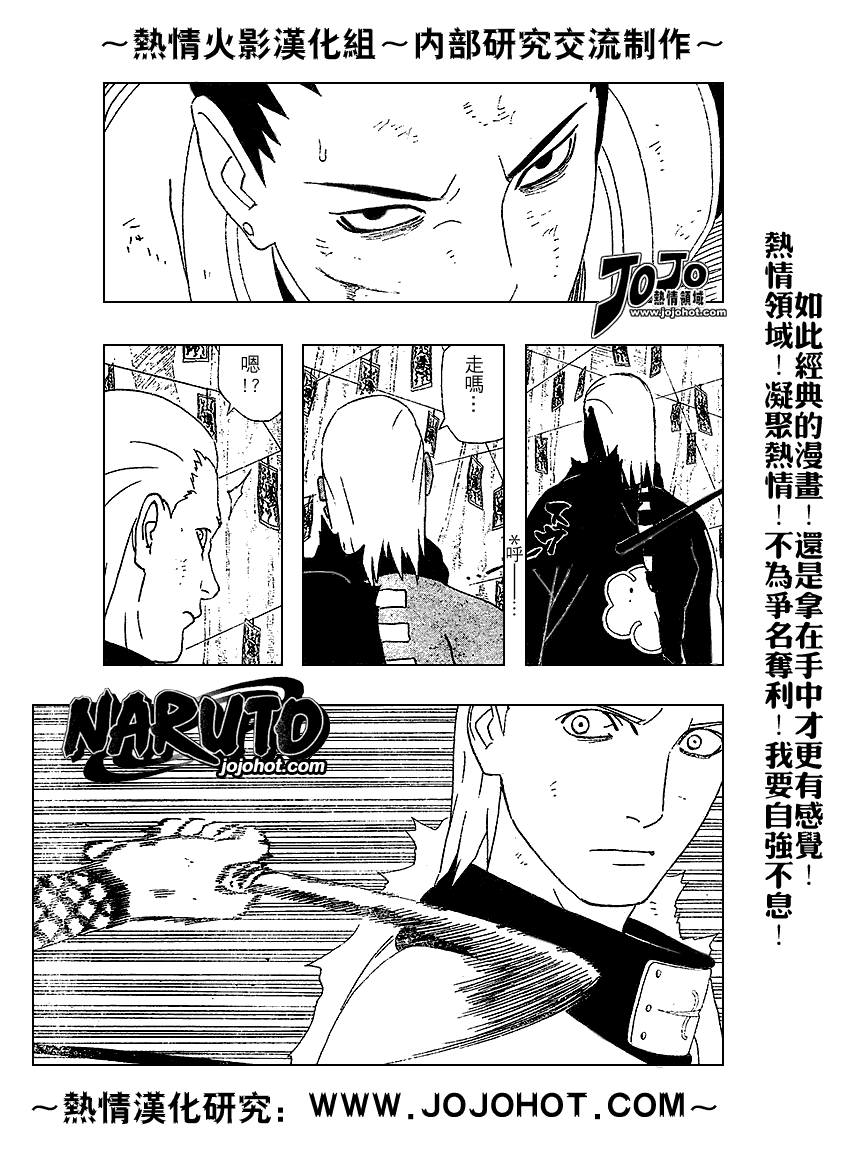 ~熱情火影漢化組~內部研究交流制作~
JOJO
熱情領域
www.jojohot.com
走嗎…
嗯!?
*呼——……
NARUTO
jojohot.com
如此經典的漫畫!還是拿在手中才更有感覺!
熱情領域!凝聚熱情!不為爭名奪利!我要自強不息!
~熱情漢化研究: WWW.JOJOHOT.COM~